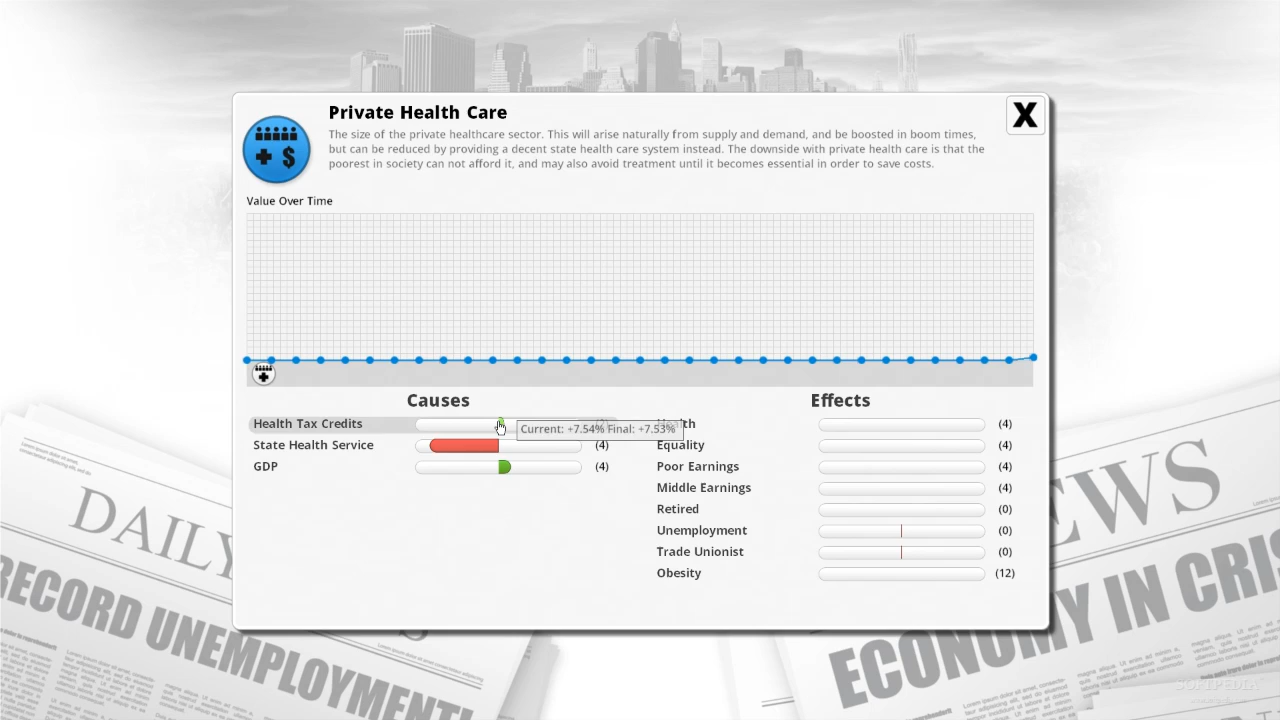 Private Health Care
X
The size of the private healthcare sector. This will arise naturally from supply and demand, and be boosted in boom times,
but can be reduced by providing a decent state health care system instead. The downside with private health care is that the
poorest in society can not afford it, and may also avoid treatment until it becomes essential in order to save costs.
Value Over Time
Causes
Effects
Health Tax Credits
Current: +7.54% Final: +7.53%
(4)
State Health Service (4)
Equality (4)
GDP (4)
Poor Earnings (4)
Middle Earnings (4)
Retired (0)
Unemployment (0)
Trade Unionist (0)
Obesity (12)
DAILY
EWS
RECORD UNEMPLOYMENT
ECONOMY IN CRIS
SOFTPEDIA